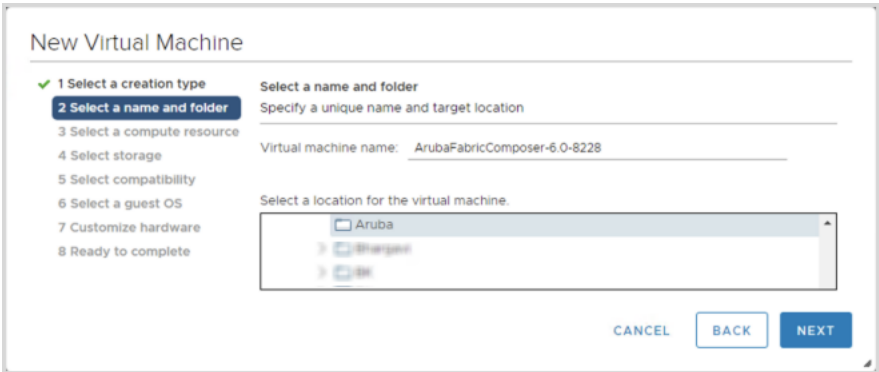 New Virtual Machine
1 Select a creation type
2 Select a name and folder
3 Select a compute resource
4 Select storage
5 Select compatibility
6 Select a guest OS
7 Customize hardware
8 Ready to complete
Select a name and folder
Specify a unique name and target location
Virtual machine name: ArubaFabricComposer-6.0-8228
Select a location for the virtual machine.
Aruba
CANCEL BACK NEXT